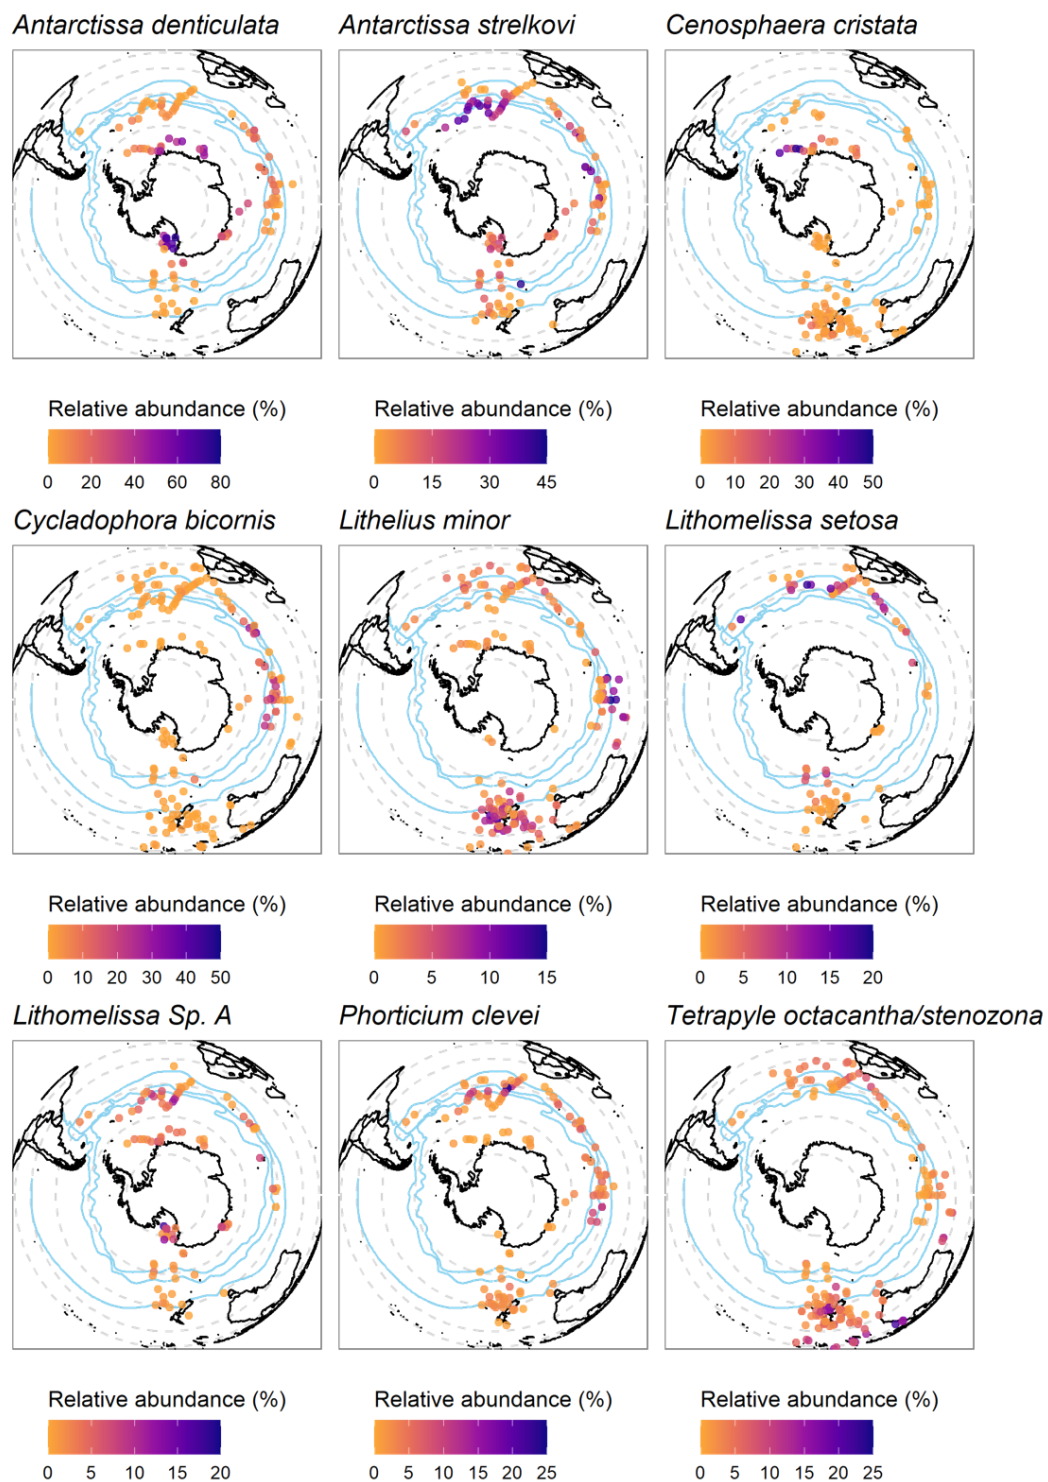 Antarctissa denticulata Antarctissa strelkovi Cenosphaera cristata
Relative abundance (%) Relative abundance (%) Relative abundance (%)
0 20 40 60 80 0 15 30 45 0 10 20 30 40 50
Cycladophora bicornis Lithelius minor Lithomelissa setosa
Relative abundance (%) Relative abundance (%) Relative abundance (%)
0 10 20 30 40 50 0 5 10 15 0 5 10 15 20
Lithomelissa Sp. A Phorticium clevei Tetrapyle octacantha/stenozona
Relative abundance (%) Relative abundance (%) Relative abundance (%)
0 5 10 15 20 0 5 10 15 20 25 0 5 10 15 20 25